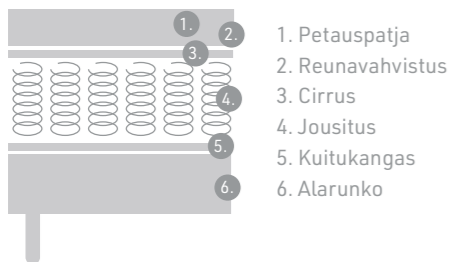 1.
2.
3.
4.
5.
6.
1. Petauspatja
2. Reunavahvistus
3. Cirrus
4. Jousitus
5. Kuitukangas
6. Alarunko